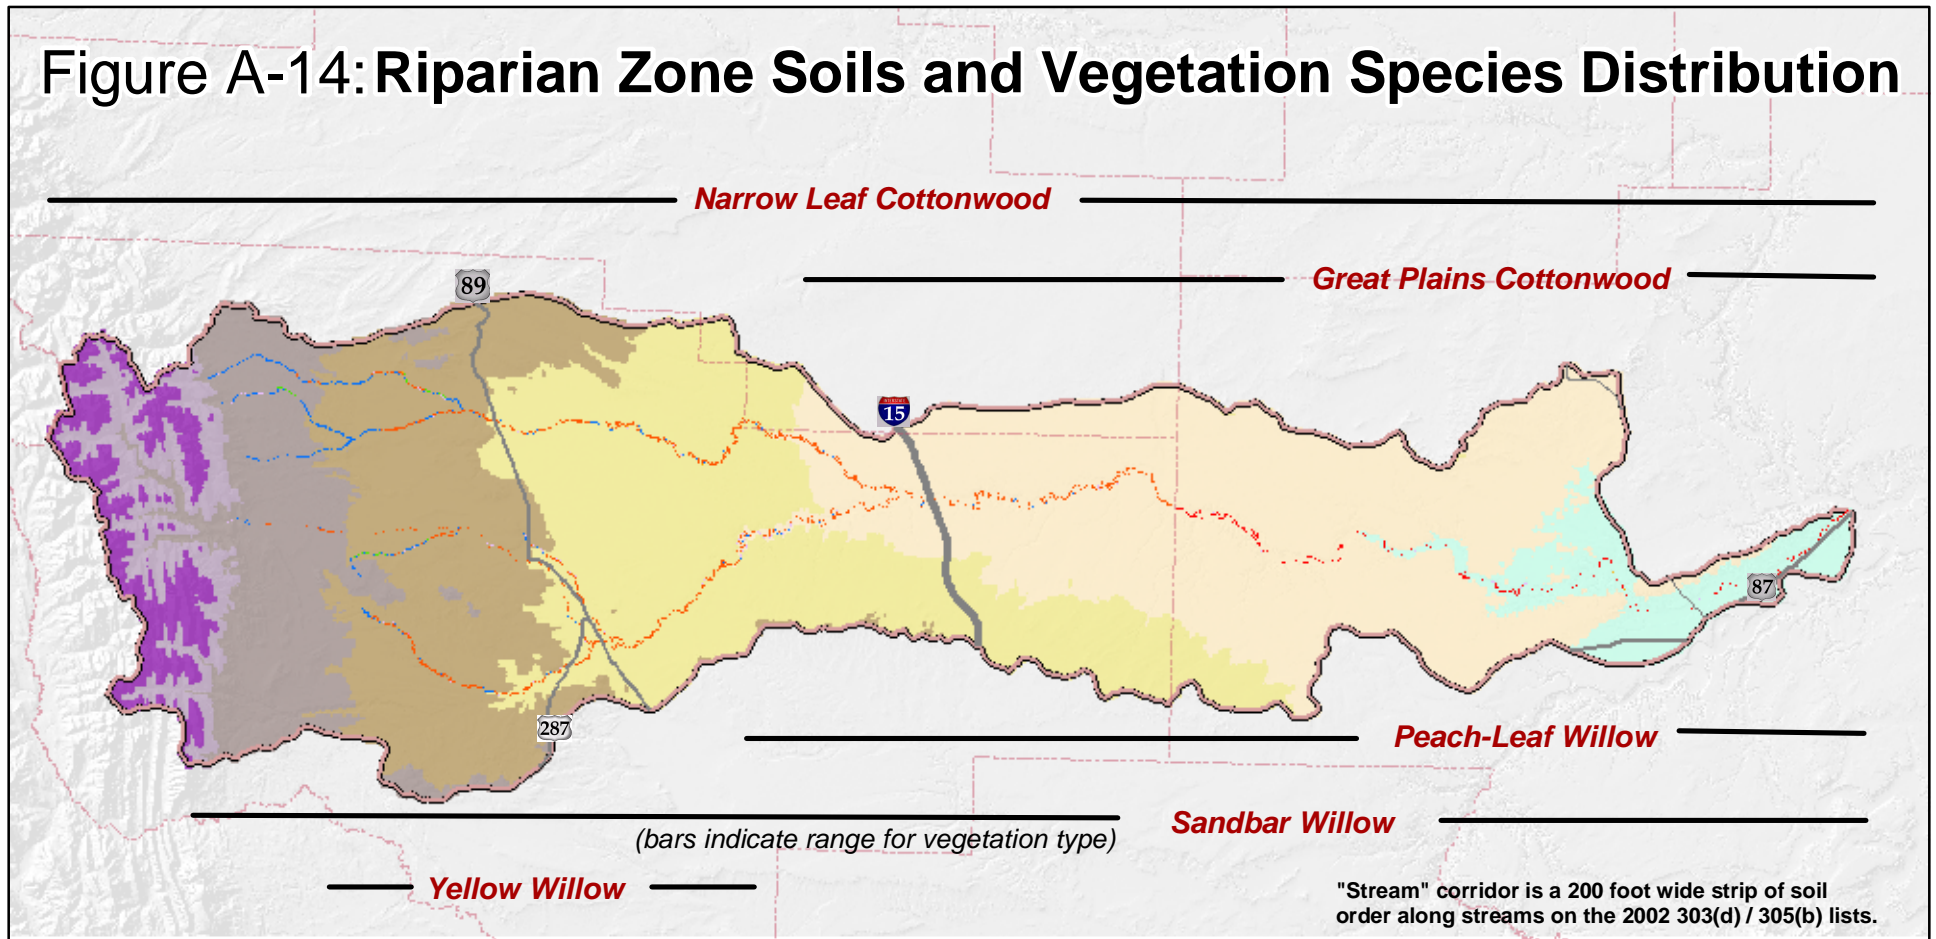 Figure A-14: Riparian Zone Soils and Vegetation Species Distribution
Narrow Leaf Cottonwood
Great Plains Cottonwood
89
15
87
287
Peach-Leaf Willow
Sandbar Willow
(bars indicate range for vegetation type)
Yellow Willow
"Stream" corridor is a 200 foot wide strip of soil
order along streams on the 2002 303(d) / 305(b) lists.